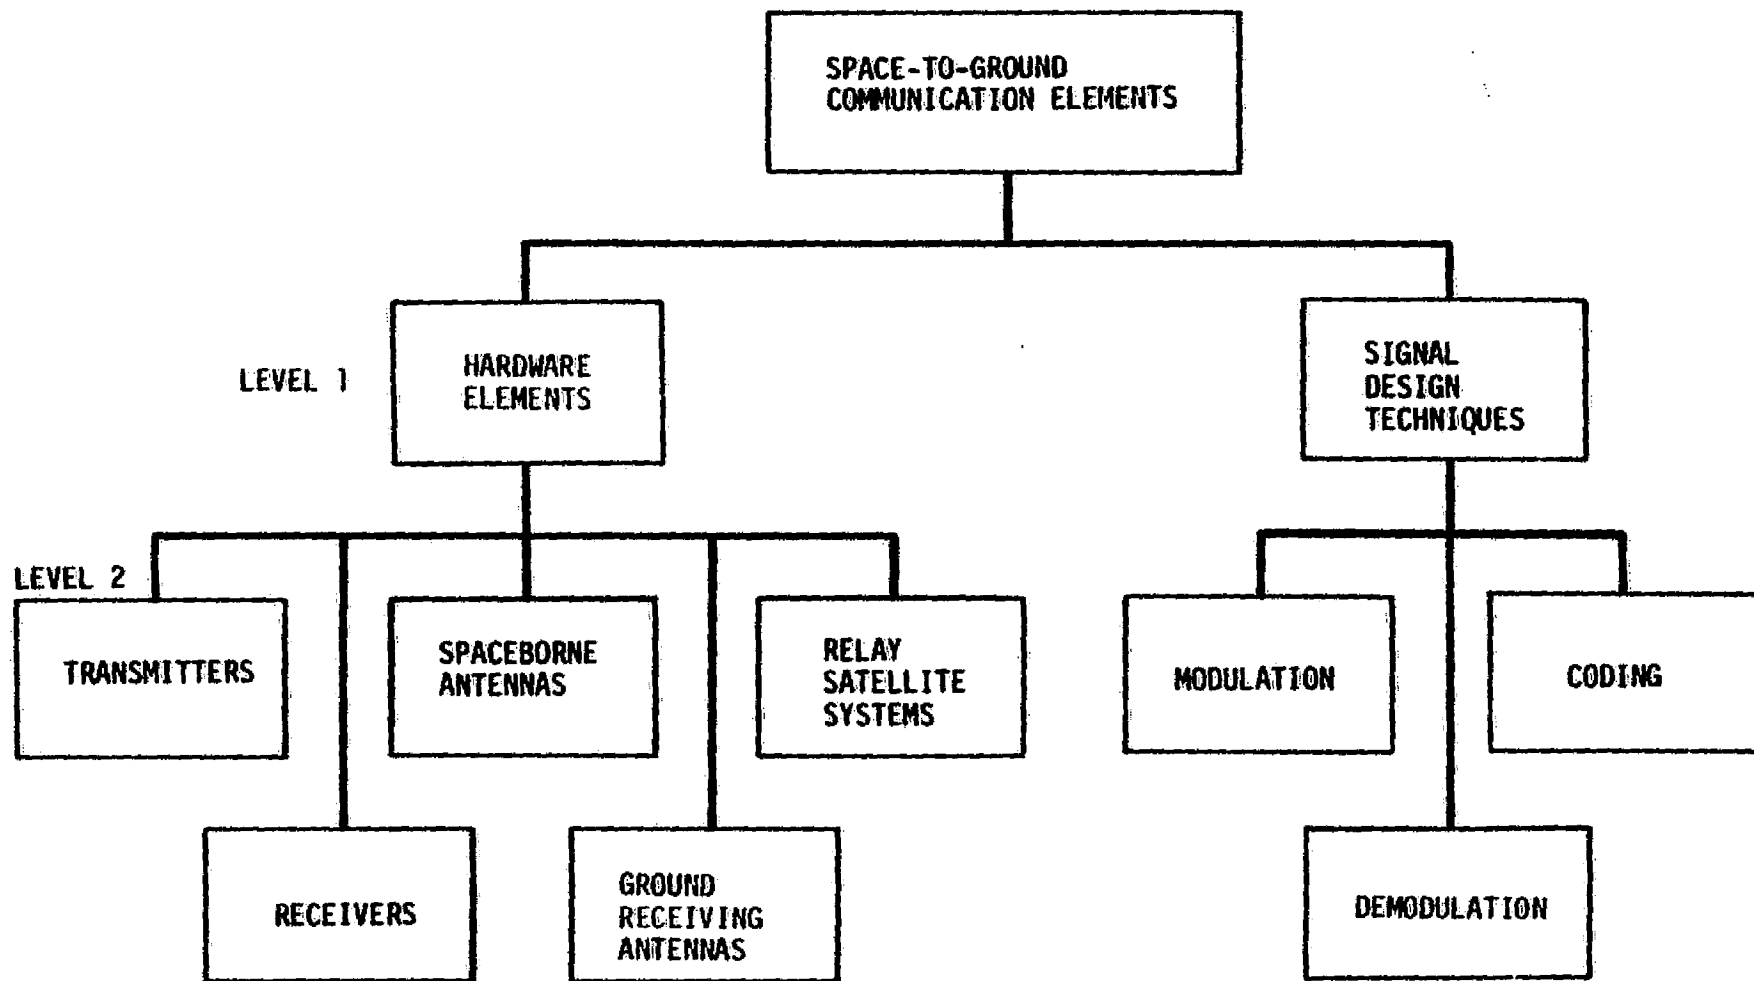 SPACE-TO-GROUND
COMMUNICATION ELEMENTS
LEVEL 1
HARDWARE
ELEMENTS
SIGNAL
DESIGN
TECHNIQUES
LEVEL 2
TRANSMITTERS
SPACEBORNE
ANTENNAS
RELAY
SATELLITE
SYSTEMS
MODULATION
CODING
RECEIVERS
GROUND
RECEIVING
ANTENNAS
DEMODULATION